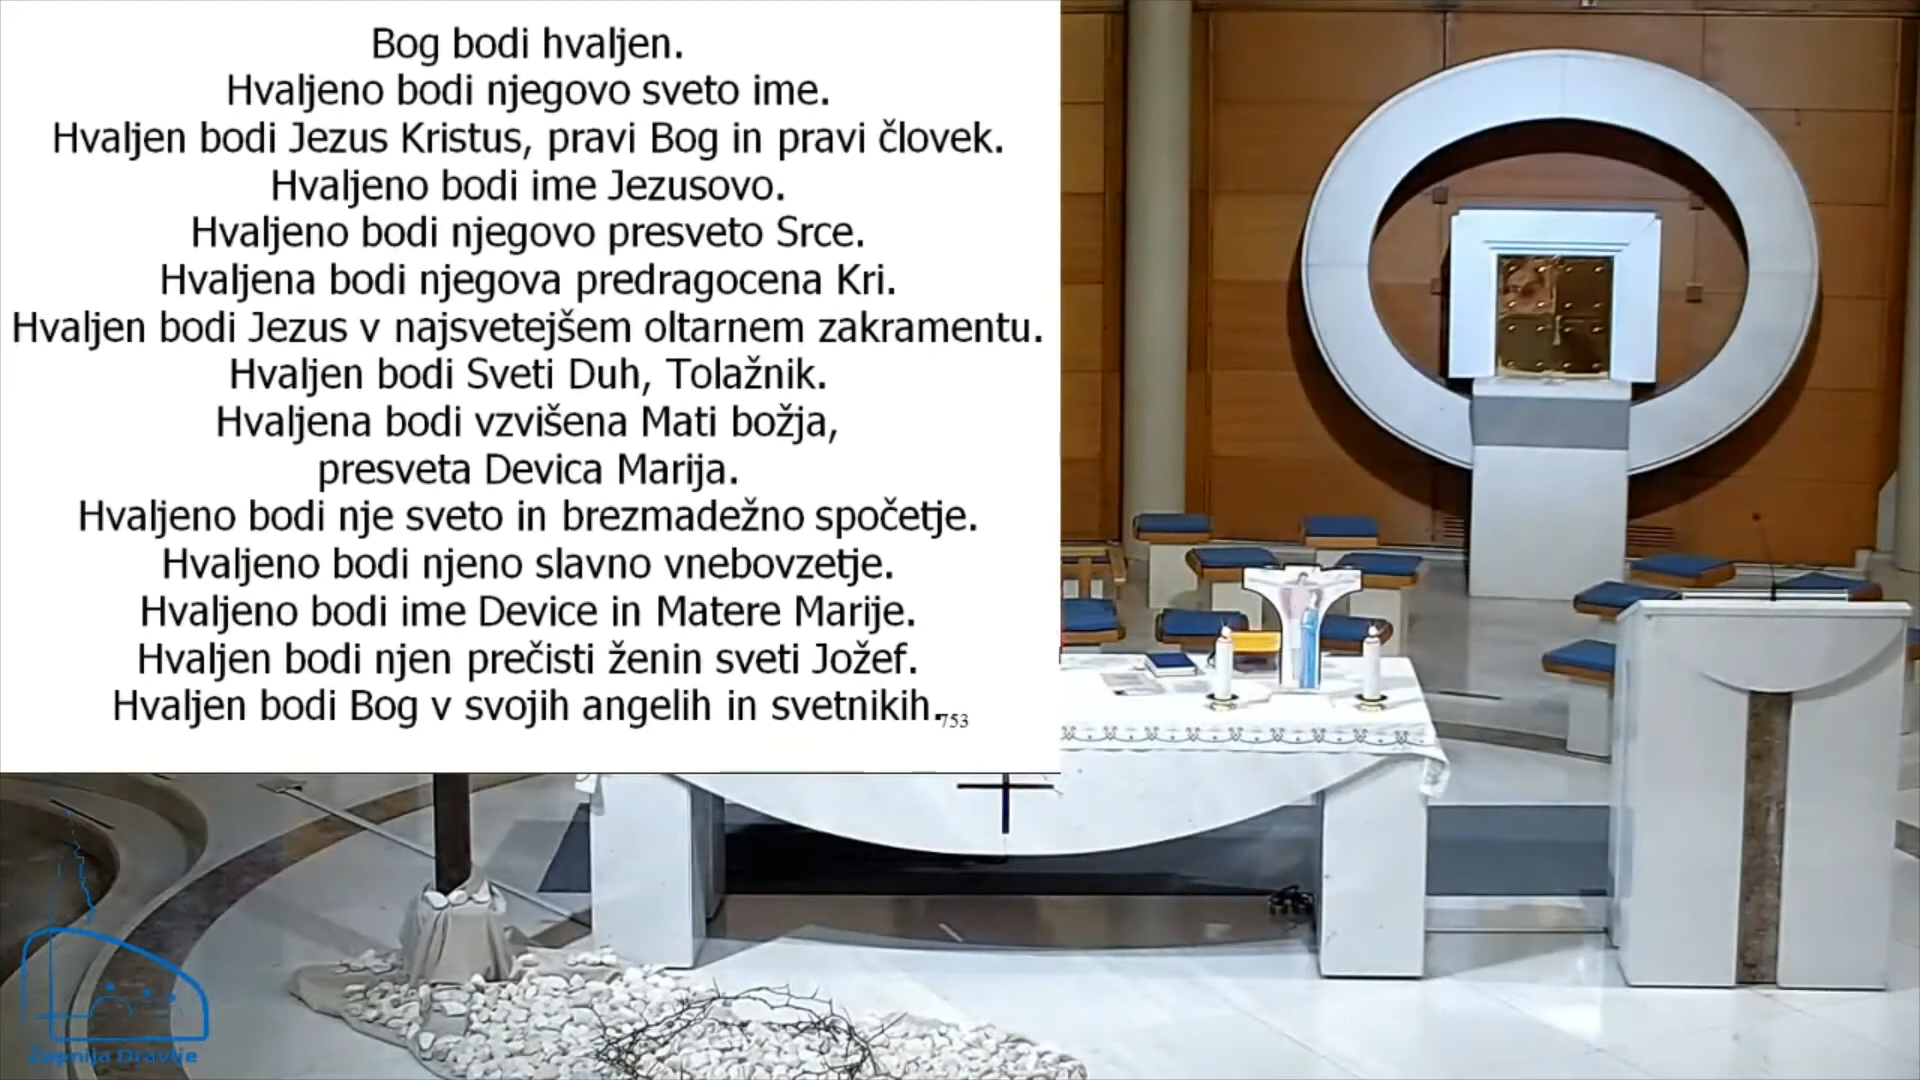 Bog bodi hvaljen.
Hvaljeno bodi njegovo sveto ime.
Hvaljen bodi Jezus Kristus, pravi Bog in pravi človek.
Hvaljeno bodi ime Jezusovo.
Hvaljeno bodi njegovo presveto Srce.
Hvaljena bodi njegova predragocena Kri.
Hvaljen bodi Jezus v najsvetejšem oltarnem zakramentu.
Hvaljen bodi Sveti Duh, Tolažnik.
Hvaljena bodi vzvišena Mati božja,
presveta Devica Marija.
Hvaljeno bodi nje sveto in brezmadežno spočetje.
Hvaljeno bodi njeno slavno vnebovzetje.
Hvaljeno bodi ime Device in Matere Marije.
Hvaljen bodi njen prečisti ženin sveti Jožef.
Hvaljen bodi Bog v svojih angelih in svetnikih.
753
Župnija Dravlje